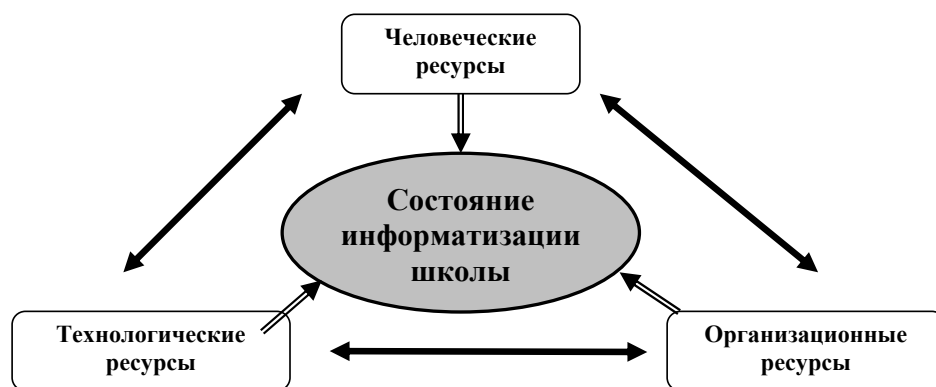 Человеческие
ресурсы
Состояние
информатизации
школы
Технологические
ресурсы
Организационные
ресурсы